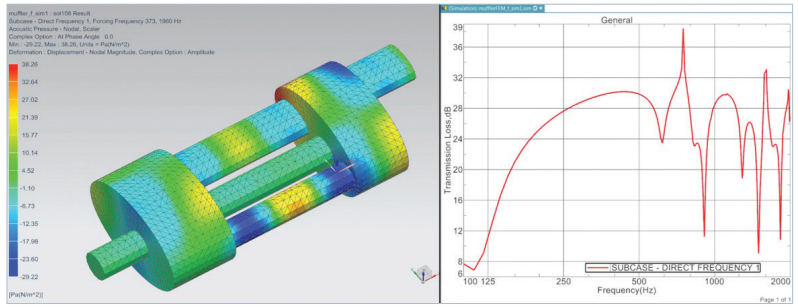 muffler_f_sim1 : sol108 Result
Subcase - Direct Frequency 1, Forcing Frequency 373, 1960 Hz
Acoustic Pressure - Nodal, Scalar
Complex Option : At Phase Angle 0.0
Min : -29.22, Max : 38.26, Units = Pa(N/m^2)
Deformation : Displacement - Nodal Magnitude, Complex Option : Amplitude
38.26
32.64
27.02
21.39
15.77
10.14
4.52
-1.10
-6.73
-12.35
-17.98
-23.60
-29.22
[Pa(N/m^2)]
General
Transmission Loss,dB
39
36
32
28
24
20
16
12
8
6
100 125
250
500
1000
2000
SUBCASE - DIRECT FREQUENCY 1
Frequency(Hz)
Page 1 of 1